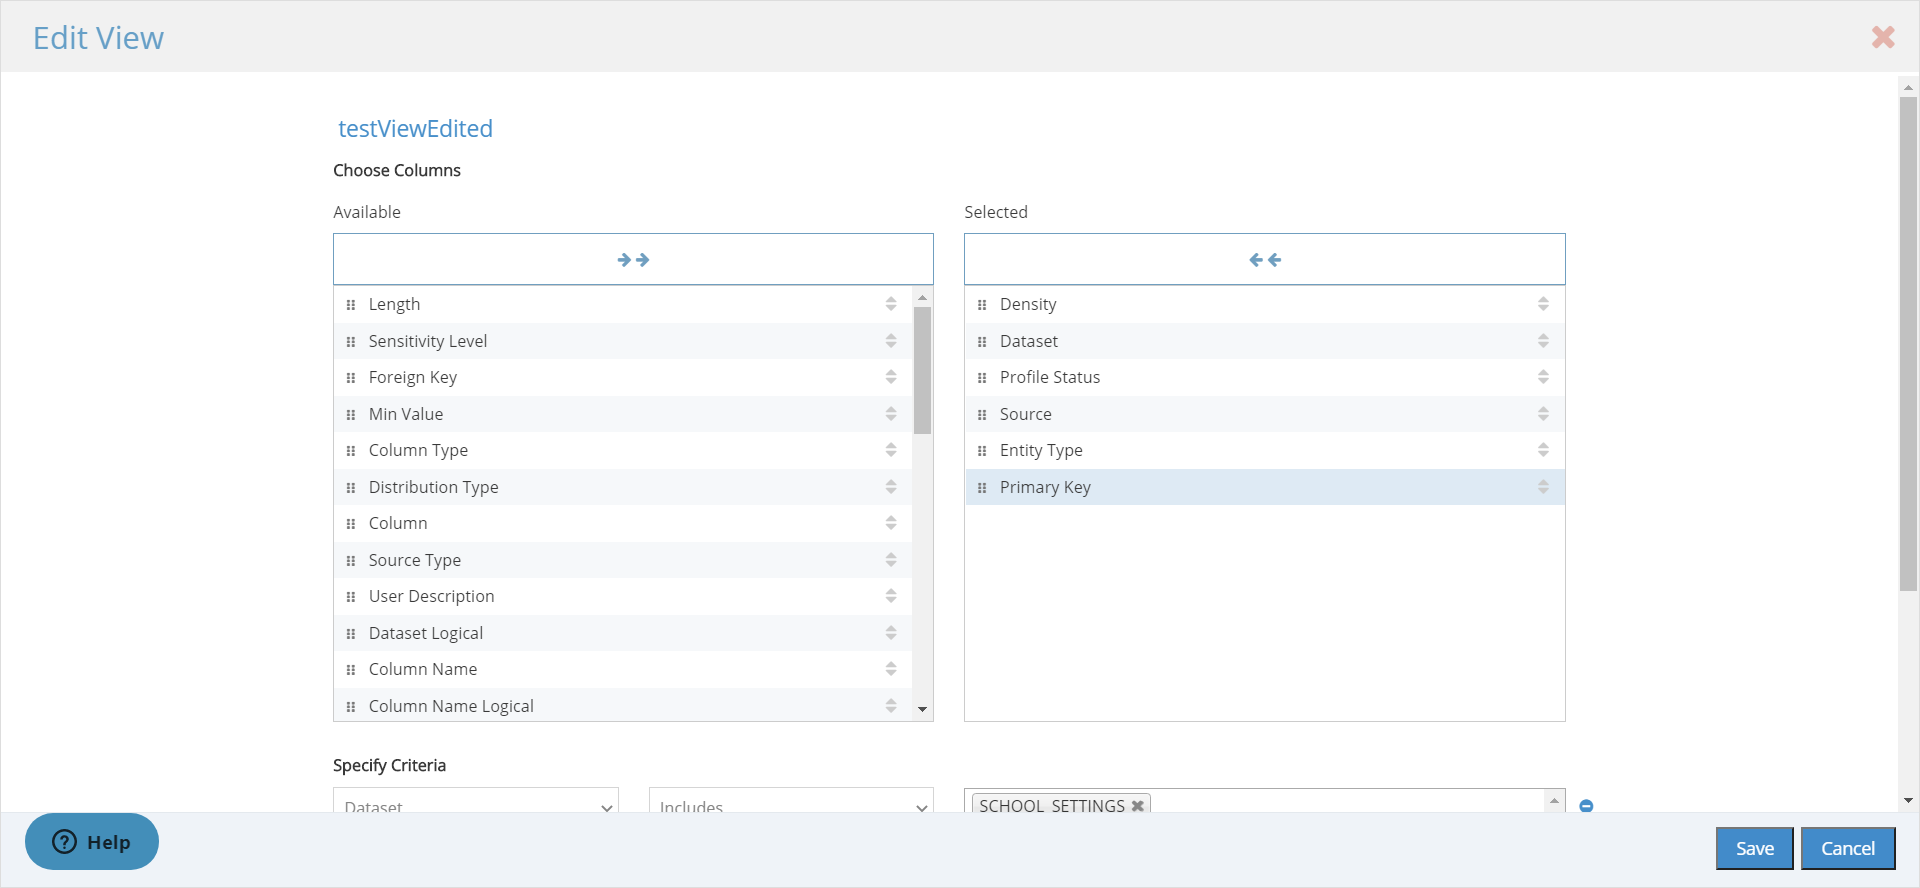 Edit View
testViewEdited
Choose Columns
Available
Selected
Length
Sensitivity Level
Foreign Key
Min Value
Column Type
Distribution Type
Column
Source Type
User Description
Dataset Logical
Column Name
Column Name Logical
Density
Dataset
Profile Status
Source
Entity Type
Primary Key
Specify Criteria
Dataset
Includes
SCHOOL_SETTINGS
Help
Save
Cancel